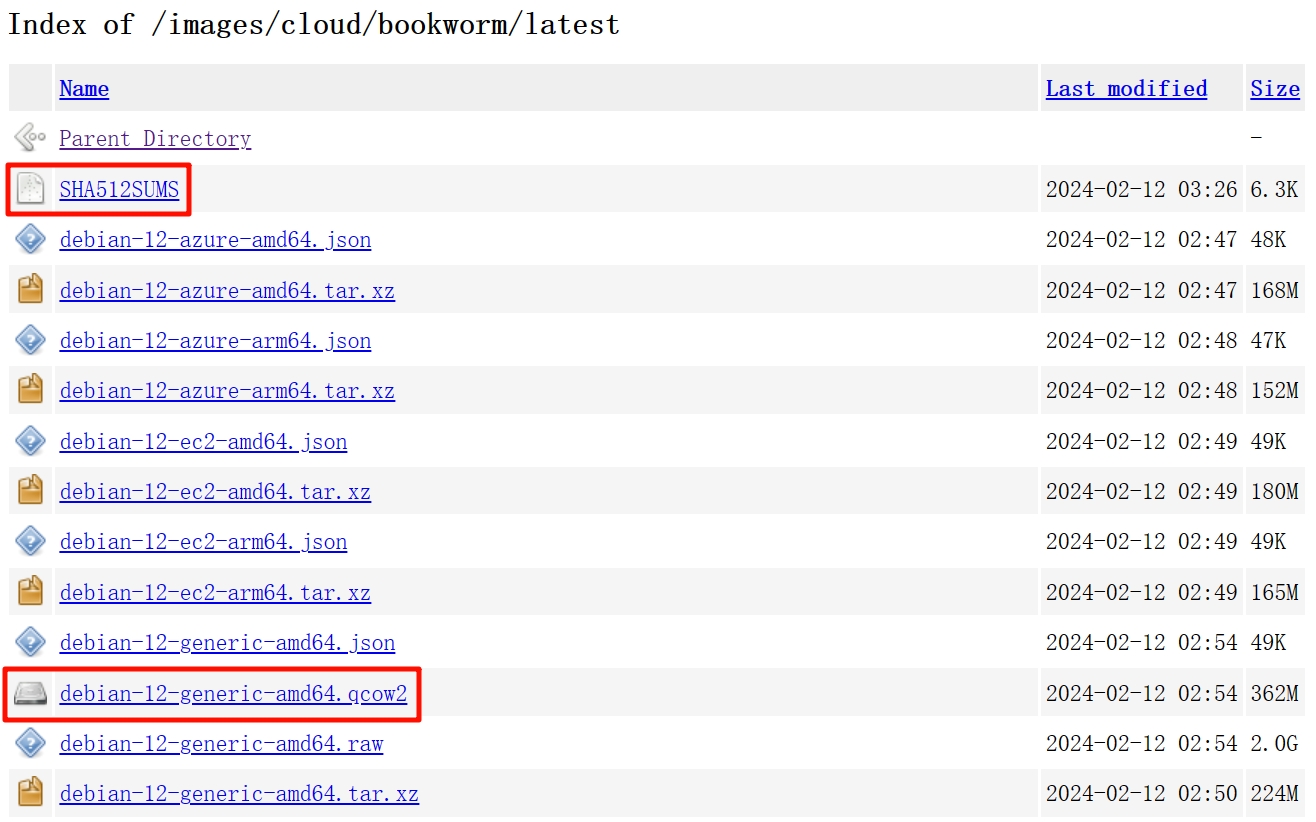 Index of /images/cloud/bookworm/latest
Name Last modified Size
Parent Directory -
SHA512SUMS 2024-02-12 03:26 6.3K
debian-12-azure-amd64.json 2024-02-12 02:47 48K
debian-12-azure-amd64.tar.xz 2024-02-12 02:47 168M
debian-12-azure-arm64.json 2024-02-12 02:48 47K
debian-12-azure-arm64.tar.xz 2024-02-12 02:48 152M
debian-12-ec2-amd64.json 2024-02-12 02:49 49K
debian-12-ec2-amd64.tar.xz 2024-02-12 02:49 180M
debian-12-ec2-arm64.json 2024-02-12 02:49 49K
debian-12-ec2-arm64.tar.xz 2024-02-12 02:49 165M
debian-12-generic-amd64.json 2024-02-12 02:54 49K
debian-12-generic-amd64.qcow2 2024-02-12 02:54 362M
debian-12-generic-amd64.raw 2024-02-12 02:54 2.0G
debian-12-generic-amd64.tar.xz 2024-02-12 02:50 224M